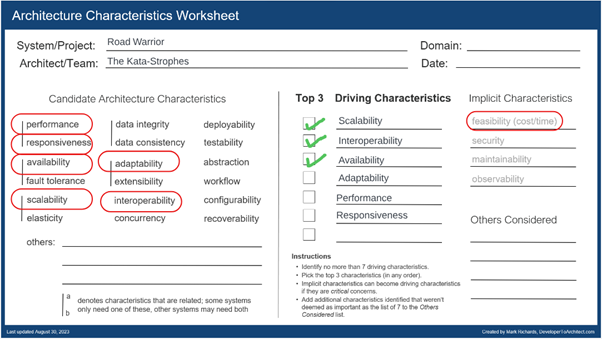 Architecture Characteristics Worksheet
System/Project: Road Warrior
Domain:
Architect/Team: The Kata-Strophes
Date:
Candidate Architecture Characteristics
performance
responsiveness
availability
fault tolerance
scalability
elasticity
data integrity
data consistency
adaptability
extensibility
interoperability
concurrency
deployability
testability
abstraction
workflow
configurability
recoverability
others:
a
b
denotes characteristics that are related; some systems
only need one of these, other systems may need both
Top 3 Driving Characteristics
Scalability
Interoperability
Availability
Adaptability
Performance
Responsiveness
Instructions
• Identify no more than 7 driving characteristics.
• Pick the top 3 characteristics (in any order).
• Implicit characteristics can become driving characteristics
if they are critical concerns.
• Add additional characteristics identified that weren't
deemed as important as the list of 7 to the Others
Considered list.
Implicit Characteristics
feasibility (cost/time)
security
maintainability
observability
Others Considered
Last updated August 30, 2023
Created by Mark Richards, DeveloperToArchitect.com